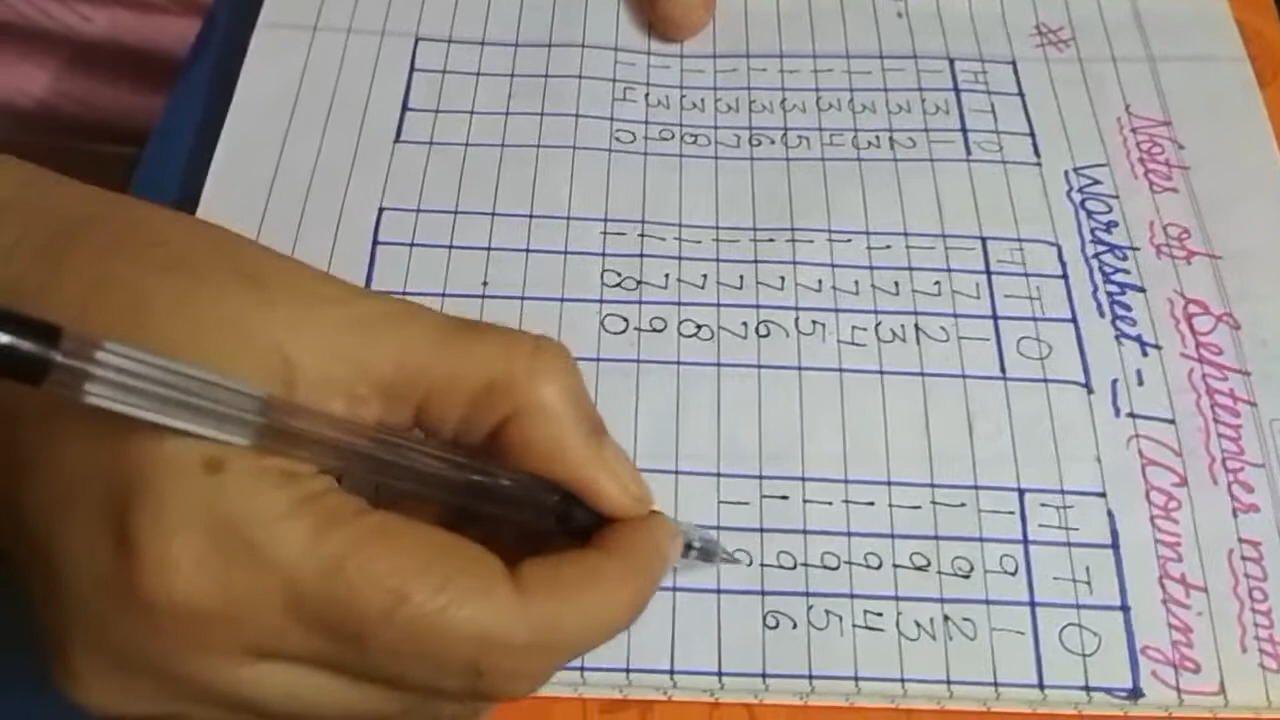 Notes of September month
Worksheet - 1 (Counting)
#
H T O
1 3 1
1 3 2
1 3 3
1 3 4
1 3 5
1 3 6
1 3 7
1 3 8
1 3 9
1 4 0
H T O
1 7 1
1 7 2
1 7 3
1 7 4
1 7 5
1 7 6
1 7 7
1 7 8
1 7 9
1 8 0
H T O
1 9 1
1 9 2
1 9 3
1 9 4
1 9 5
1 9 6
1 9